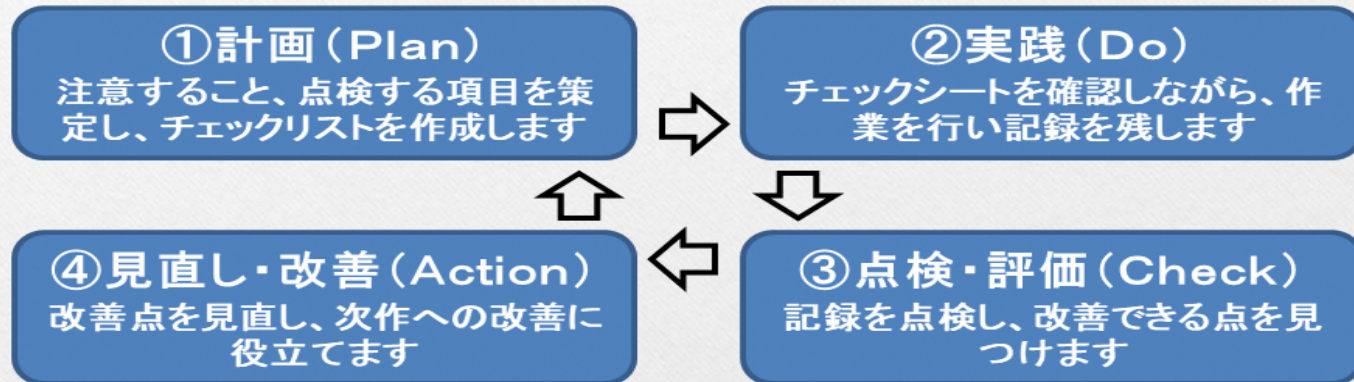 ①計画(Plan)
注意すること、点検する項目を策
定し、チェックリストを作成します
②実践(Do)
チェックシートを確認しながら、作
業を行い記録を残します
④見直し・改善(Action)
改善点を見直し、次作への改善に
役立てます
③点検・評価(Check)
記録を点検し、改善できる点を見
つけます